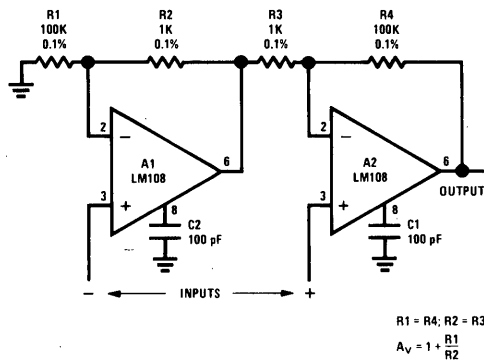 R1
100K
0.1%
R2
1K
0.1%
R3
1K
0.1%
R4
100K
0.1%
2
−
A1
LM108
6
3
+
8
C2
100 pF
2
−
A2
LM108
6
OUTPUT
3
+
8
C1
100 pF
− INPUTS +
R1 = R4; R2 = R3
AV = 1 + R1
R2